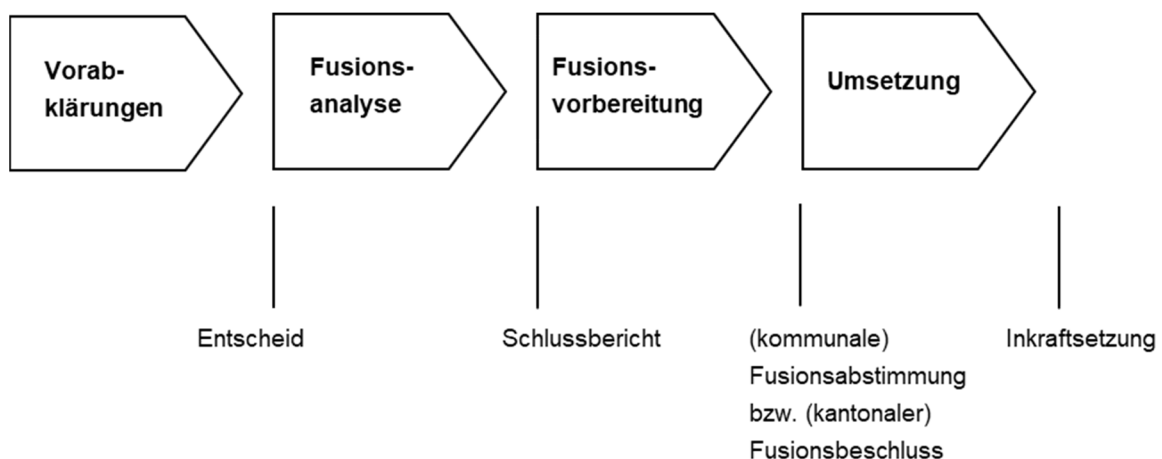 Vorab-
klärungen
Fusions-
analyse
Fusions-
vorbereitung
Umsetzung
Entscheid
Schlussbericht
(kommunale)
Fusionsabstimmung
bzw. (kantonaler)
Fusionsbeschluss
Inkraftsetzung